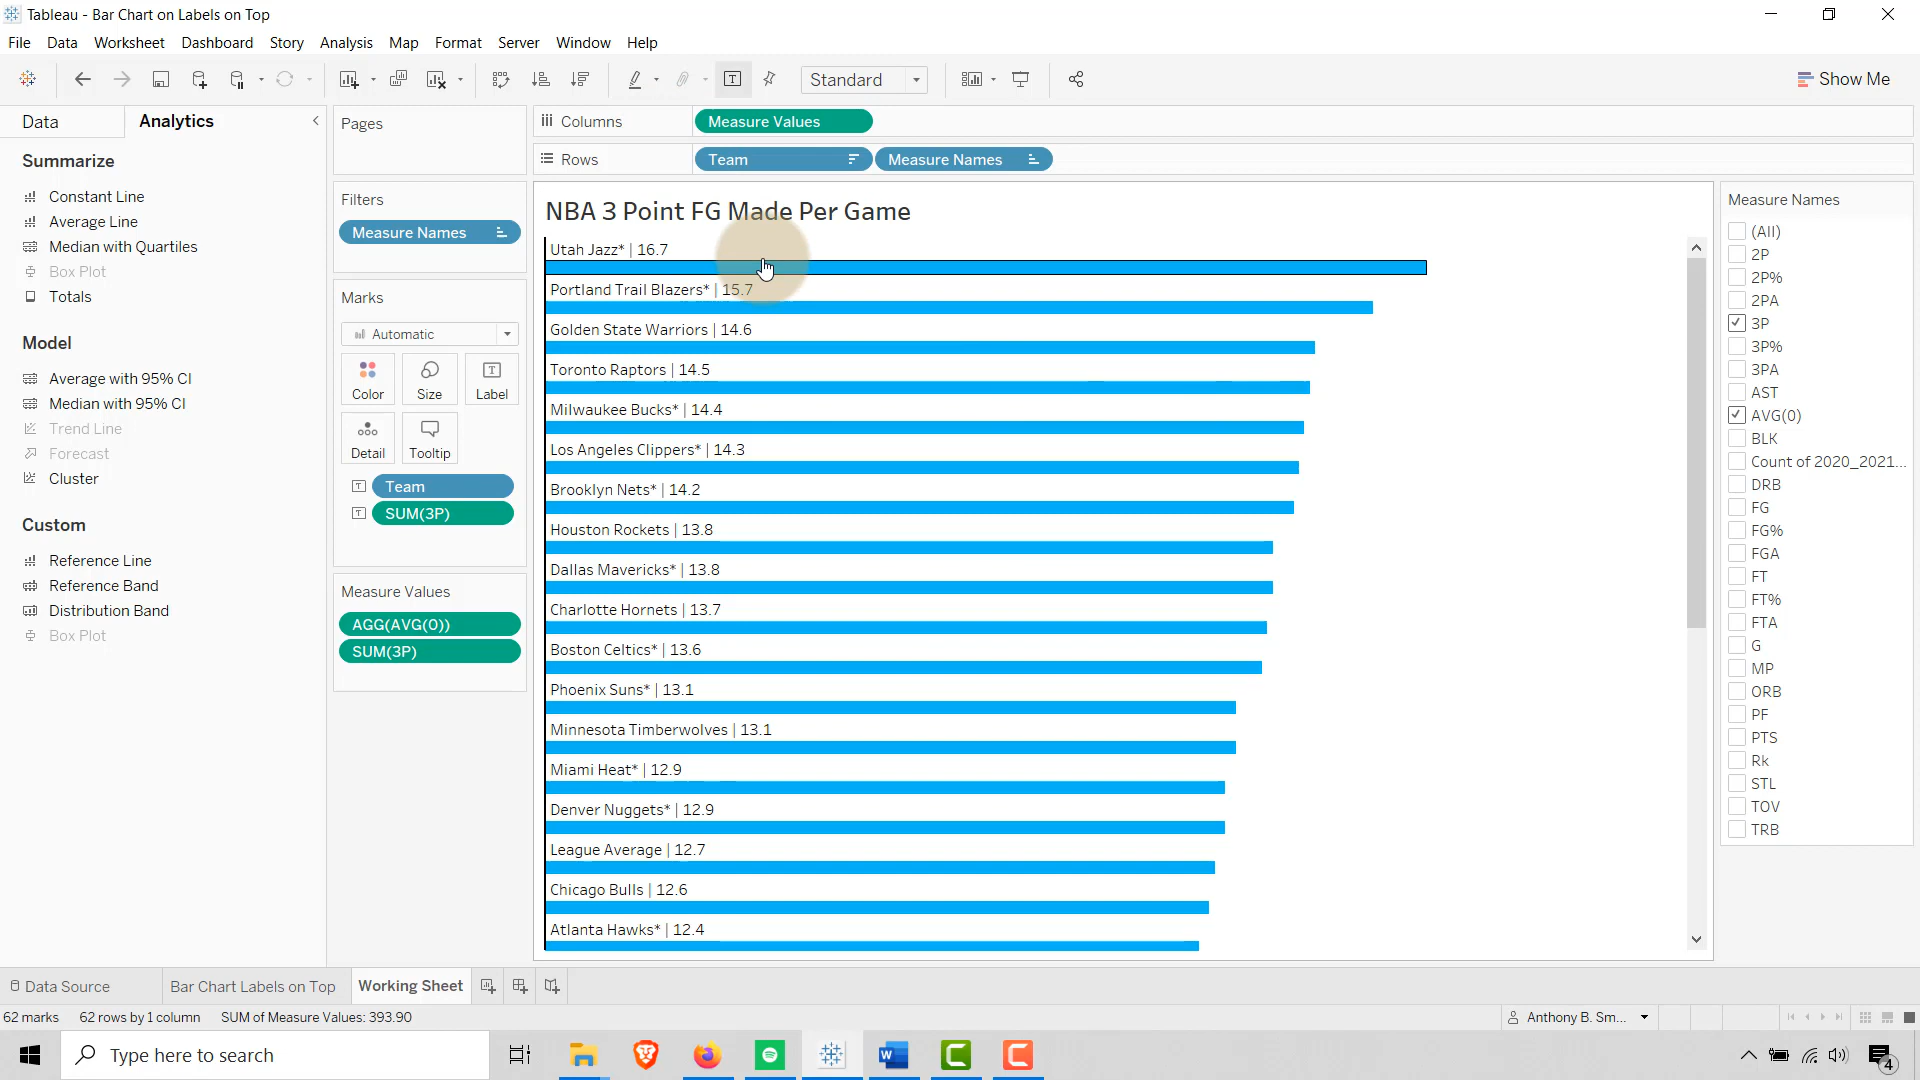 Tableau - Bar Chart on Labels on Top
File Data Worksheet Dashboard Story Analysis Map Format Server Window Help
Standard
Show Me
Data Analytics
Summarize
Constant Line
Average Line
Median with Quartiles
Box Plot
Totals
Model
Average with 95% CI
Median with 95% CI
Trend Line
Forecast
Cluster
Custom
Reference Line
Reference Band
Distribution Band
Box Plot
Pages
Filters
Measure Names
Marks
Automatic
Color Size Label
Detail Tooltip
Team
SUM(3P)
Measure Values
AGG(AVG(0))
SUM(3P)
Columns Measure Values
Rows Team Measure Names
NBA 3 Point FG Made Per Game
Utah Jazz* | 16.7
Portland Trail Blazers* | 15.7
Golden State Warriors | 14.6
Toronto Raptors | 14.5
Milwaukee Bucks* | 14.4
Los Angeles Clippers* | 14.3
Brooklyn Nets* | 14.2
Houston Rockets | 13.8
Dallas Mavericks* | 13.8
Charlotte Hornets | 13.7
Boston Celtics* | 13.6
Phoenix Suns* | 13.1
Minnesota Timberwolves | 13.1
Miami Heat* | 12.9
Denver Nuggets* | 12.9
League Average | 12.7
Chicago Bulls | 12.6
Atlanta Hawks* | 12.4
Measure Names
(All)
2P
2P%
2PA
3P
3P%
3PA
AST
AVG(0)
BLK
Count of 2020_2021...
DRB
FG
FG%
FGA
FT
FT%
FTA
G
MP
ORB
PF
PTS
Rk
STL
TOV
TRB
Data Source Bar Chart Labels on Top Working Sheet
62 marks 62 rows by 1 column SUM of Measure Values: 393.90 Anthony B. Sm...
Type here to search
4